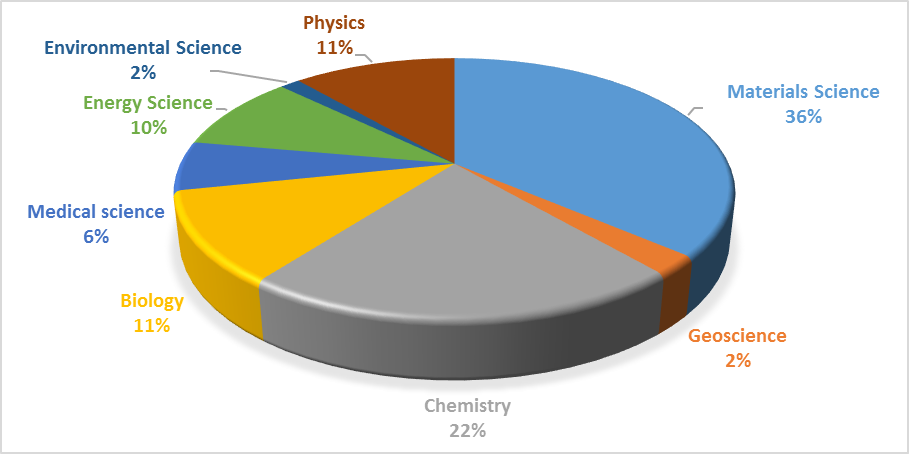 Physics
11%
Environmental Science
2%
Materials Science
36%
Energy Science
10%
Medical science
6%
Biology
11%
Geoscience
2%
Chemistry
22%